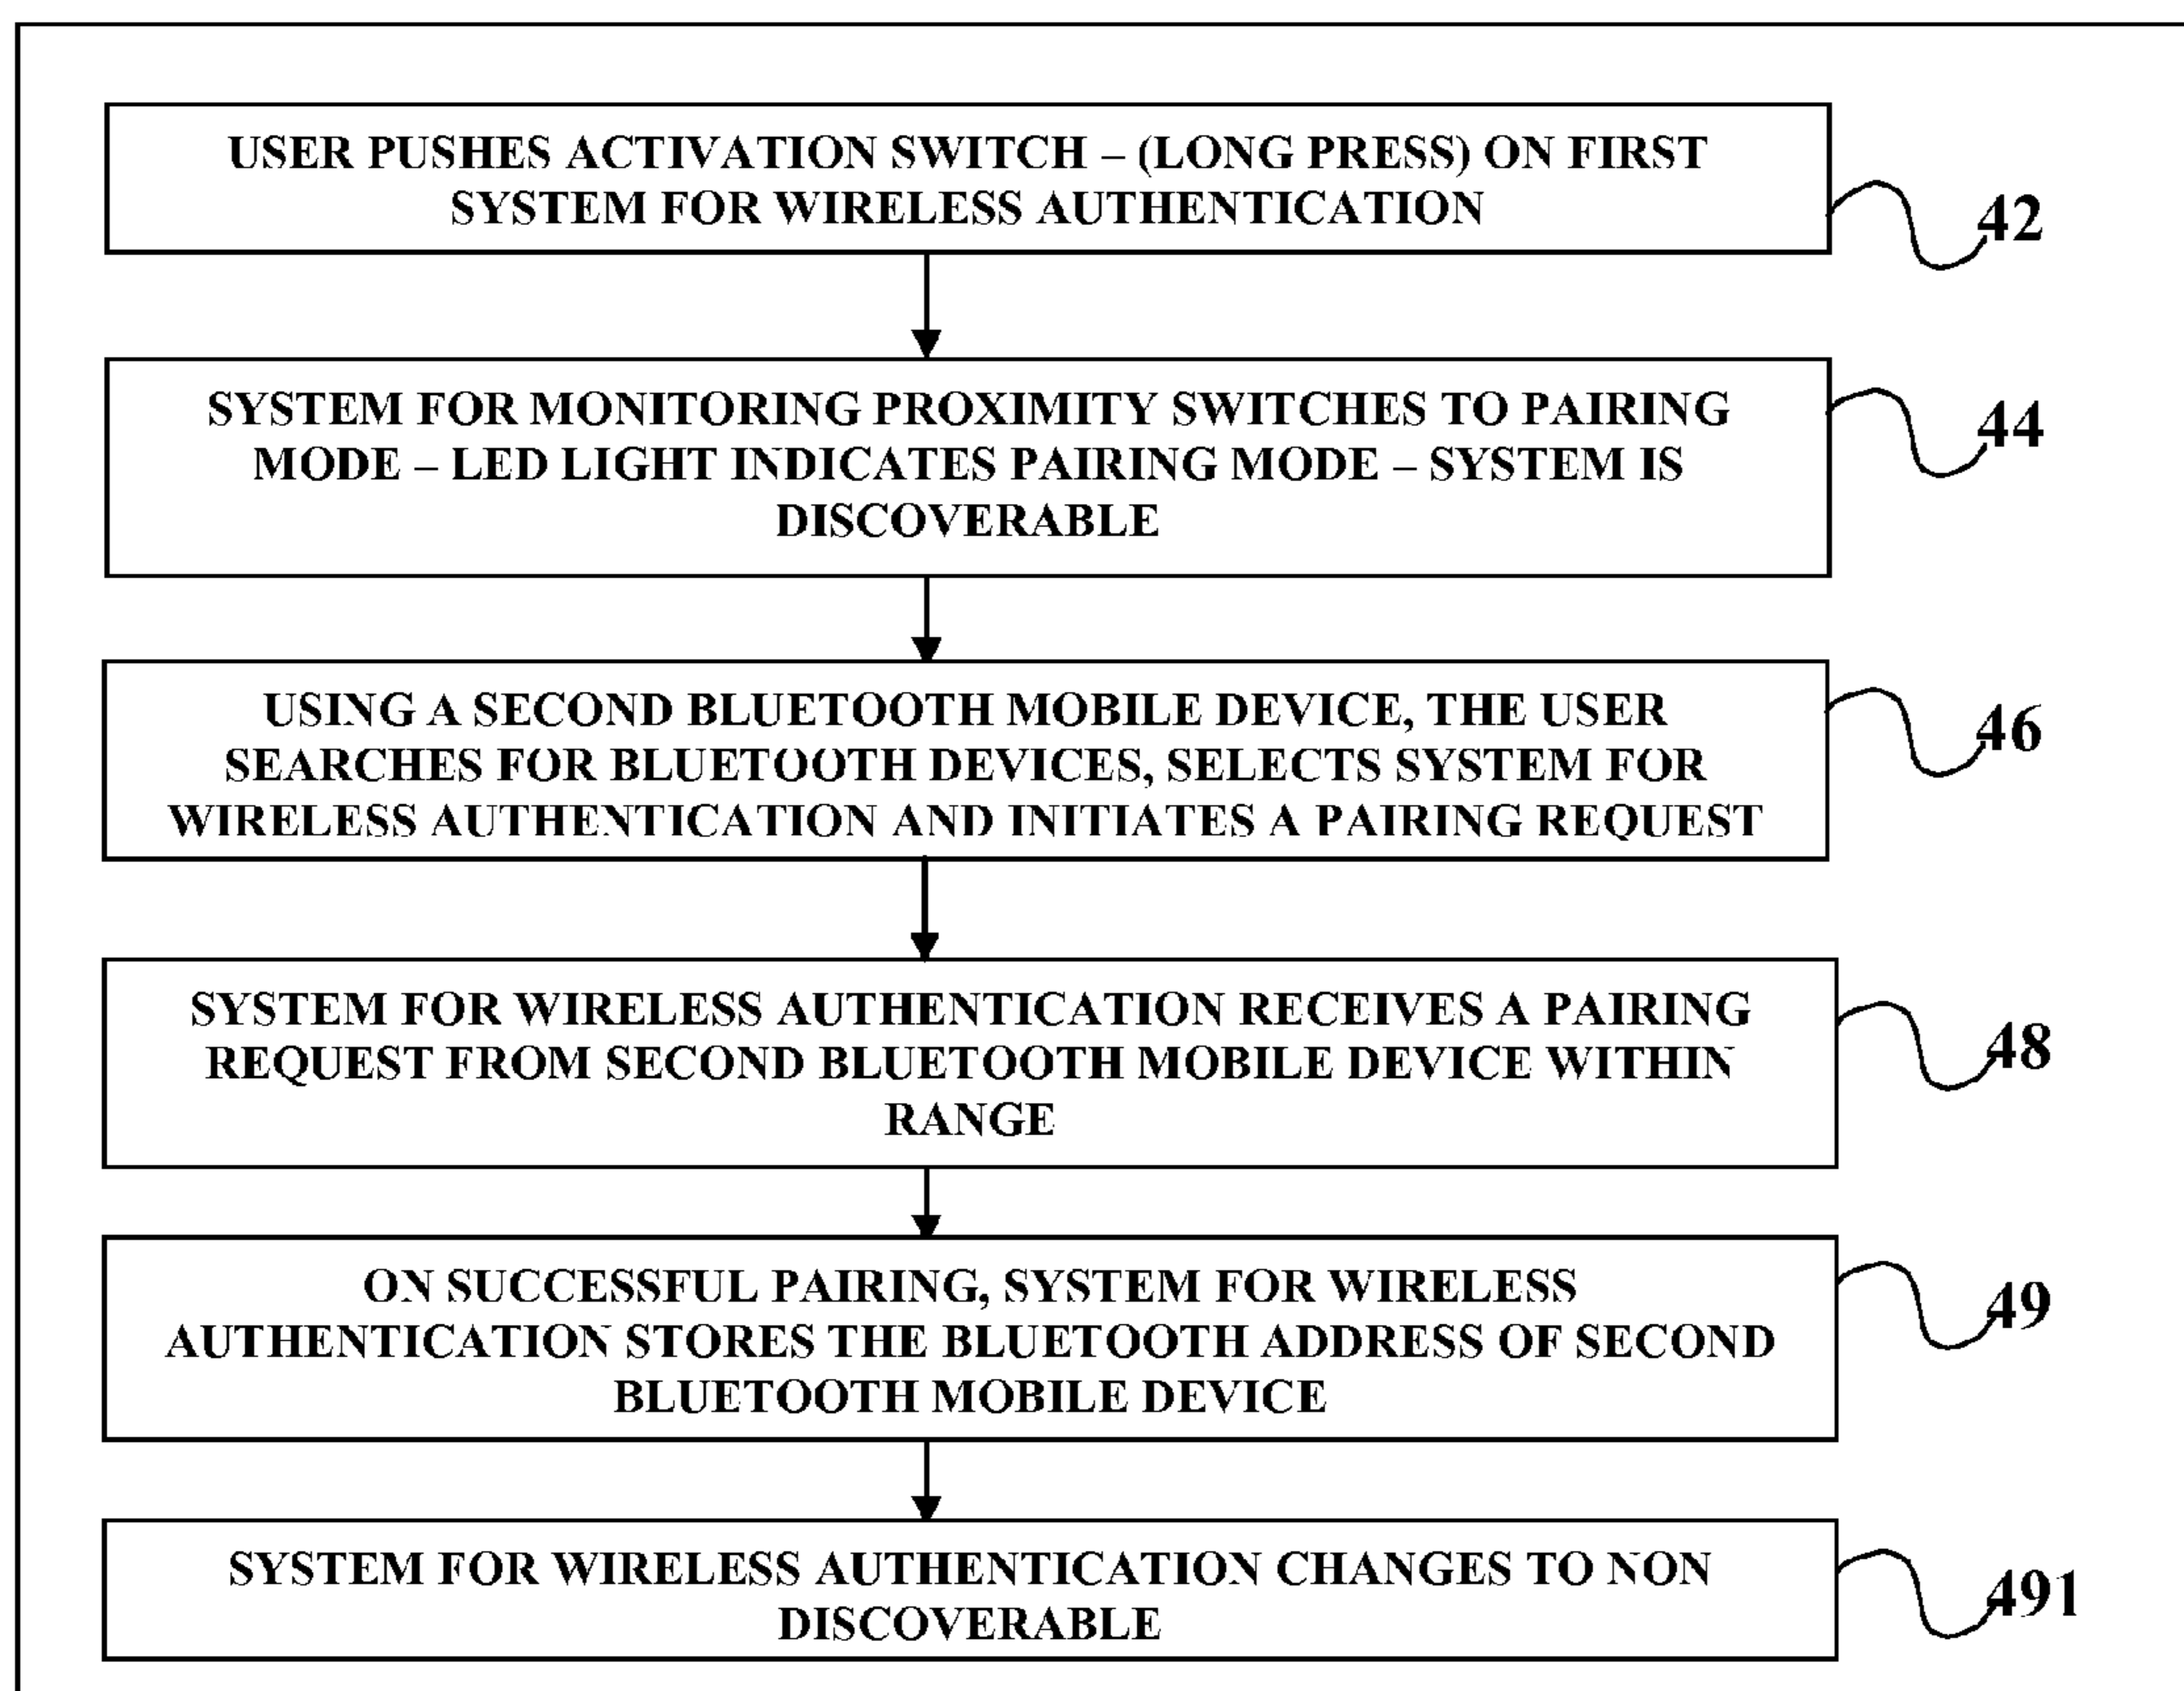 USER PUSHES ACTIVATION SWITCH – (LONG PRESS) ON FIRST
SYSTEM FOR WIRELESS AUTHENTICATION
42
SYSTEM FOR MONITORING PROXIMITY SWITCHES TO PAIRING
MODE – LED LIGHT INDICATES PAIRING MODE – SYSTEM IS
DISCOVERABLE
44
USING A SECOND BLUETOOTH MOBILE DEVICE, THE USER
SEARCHES FOR BLUETOOTH DEVICES, SELECTS SYSTEM FOR
WIRELESS AUTHENTICATION AND INITIATES A PAIRING REQUEST
46
SYSTEM FOR WIRELESS AUTHENTICATION RECEIVES A PAIRING
REQUEST FROM SECOND BLUETOOTH MOBILE DEVICE WITHIN
RANGE
48
ON SUCCESSFUL PAIRING, SYSTEM FOR WIRELESS
AUTHENTICATION STORES THE BLUETOOTH ADDRESS OF SECOND
BLUETOOTH MOBILE DEVICE
49
SYSTEM FOR WIRELESS AUTHENTICATION CHANGES TO NON
DISCOVERABLE
491